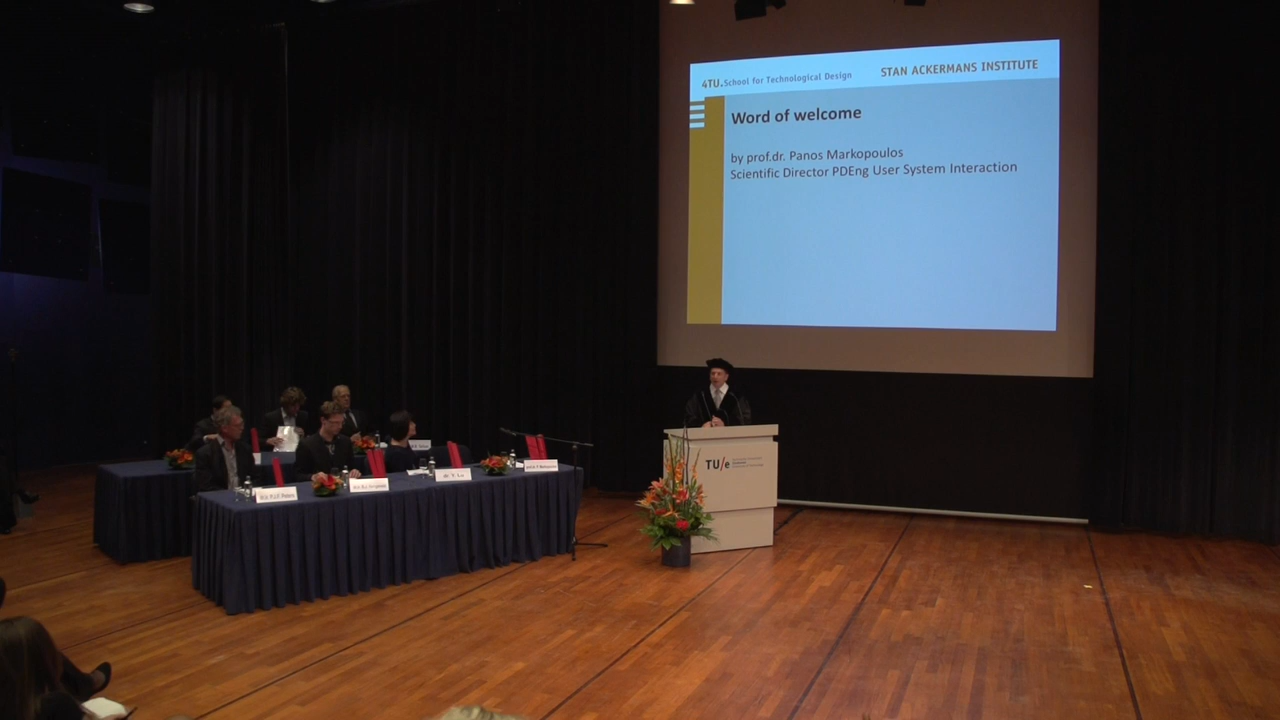 4TU.School for Technological Design
STAN ACKERMANS INSTITUTE
Word of welcome
by prof.dr. Panos Markopoulos
Scientific Director PDEng User System Interaction
TU/e